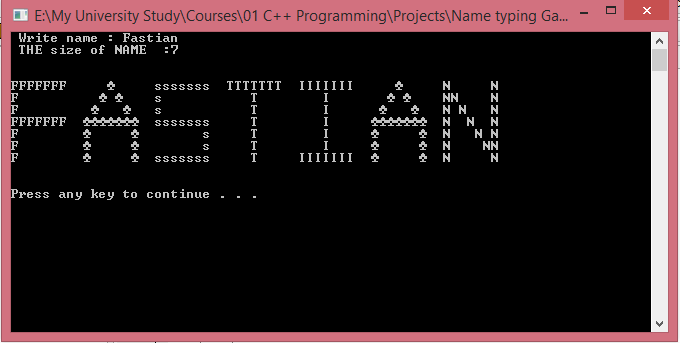 E:\My University Study\Courses\01 C++ Programming\Projects\Name typing Ga...
Write name : Fastian
THE size of NAME  :7
FFFFFFF     ♣     sssssss  TTTTTTT  IIIIIII     ♣     N     N
F          ♣ ♣    s           T        I       ♣ ♣    NN    N
F         ♣   ♣   s           T        I      ♣   ♣   N N   N
FFFFFFF  ♣♣♣♣♣♣♣  sssssss     T        I     ♣♣♣♣♣♣♣  N  N  N
F        ♣     ♣        s     T        I     ♣     ♣  N   N N
F        ♣     ♣        s     T        I     ♣     ♣  N    NN
F        ♣     ♣  sssssss     T     IIIIIII  ♣     ♣  N     N
Press any key to continue . . .